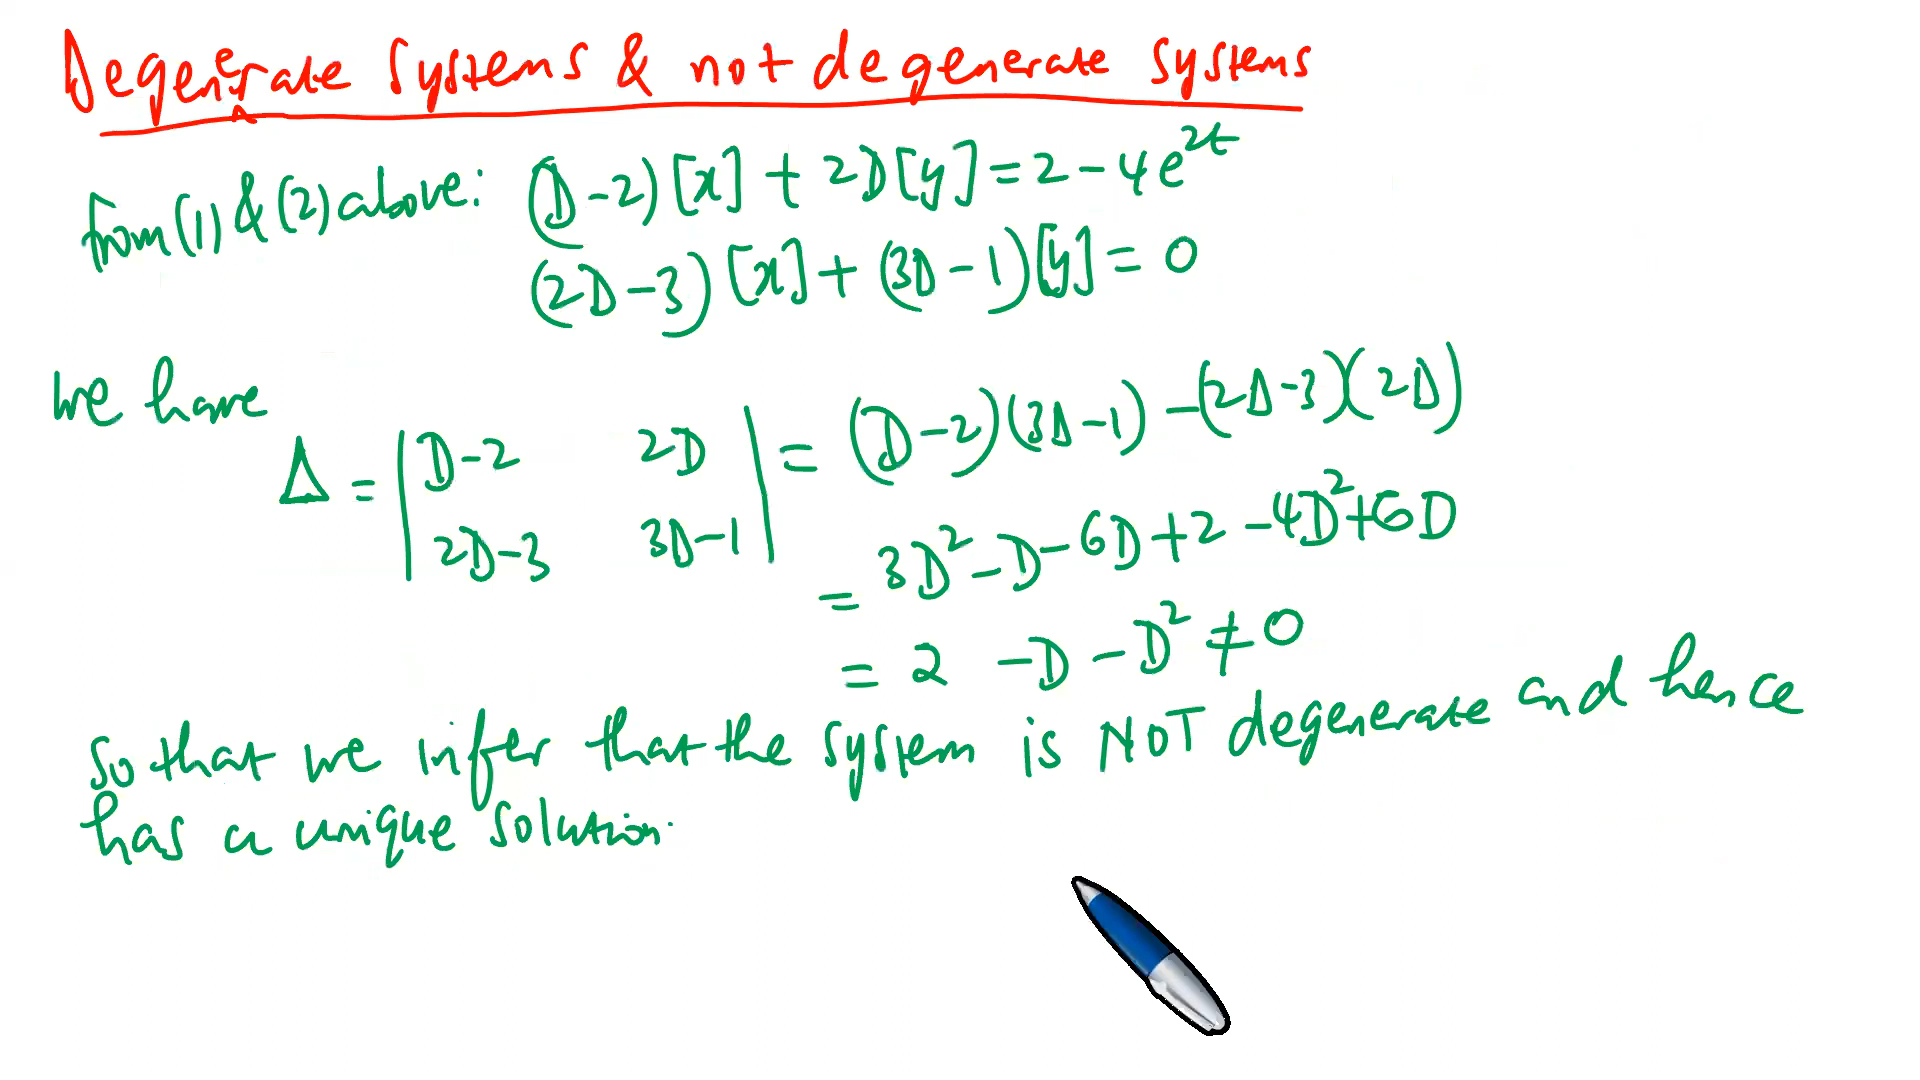 Degenerate systems & not degenerate systems
from (1) & (2) above: (D-2)[x] + 2D[y] = 2 - 4e^{2t}
(2D-3)[x] + (3D-1)[y] = 0
We have
Δ = |D-2 2D| = (D-2)(3D-1) - (2D-3)(2D)
|2D-3 3D-1|
= 3D² - D - 6D + 2 - 4D² + 6D
= 2 - D - D² ≠ 0
So that we infer that the system is NOT degenerate and hence
has a unique solution.